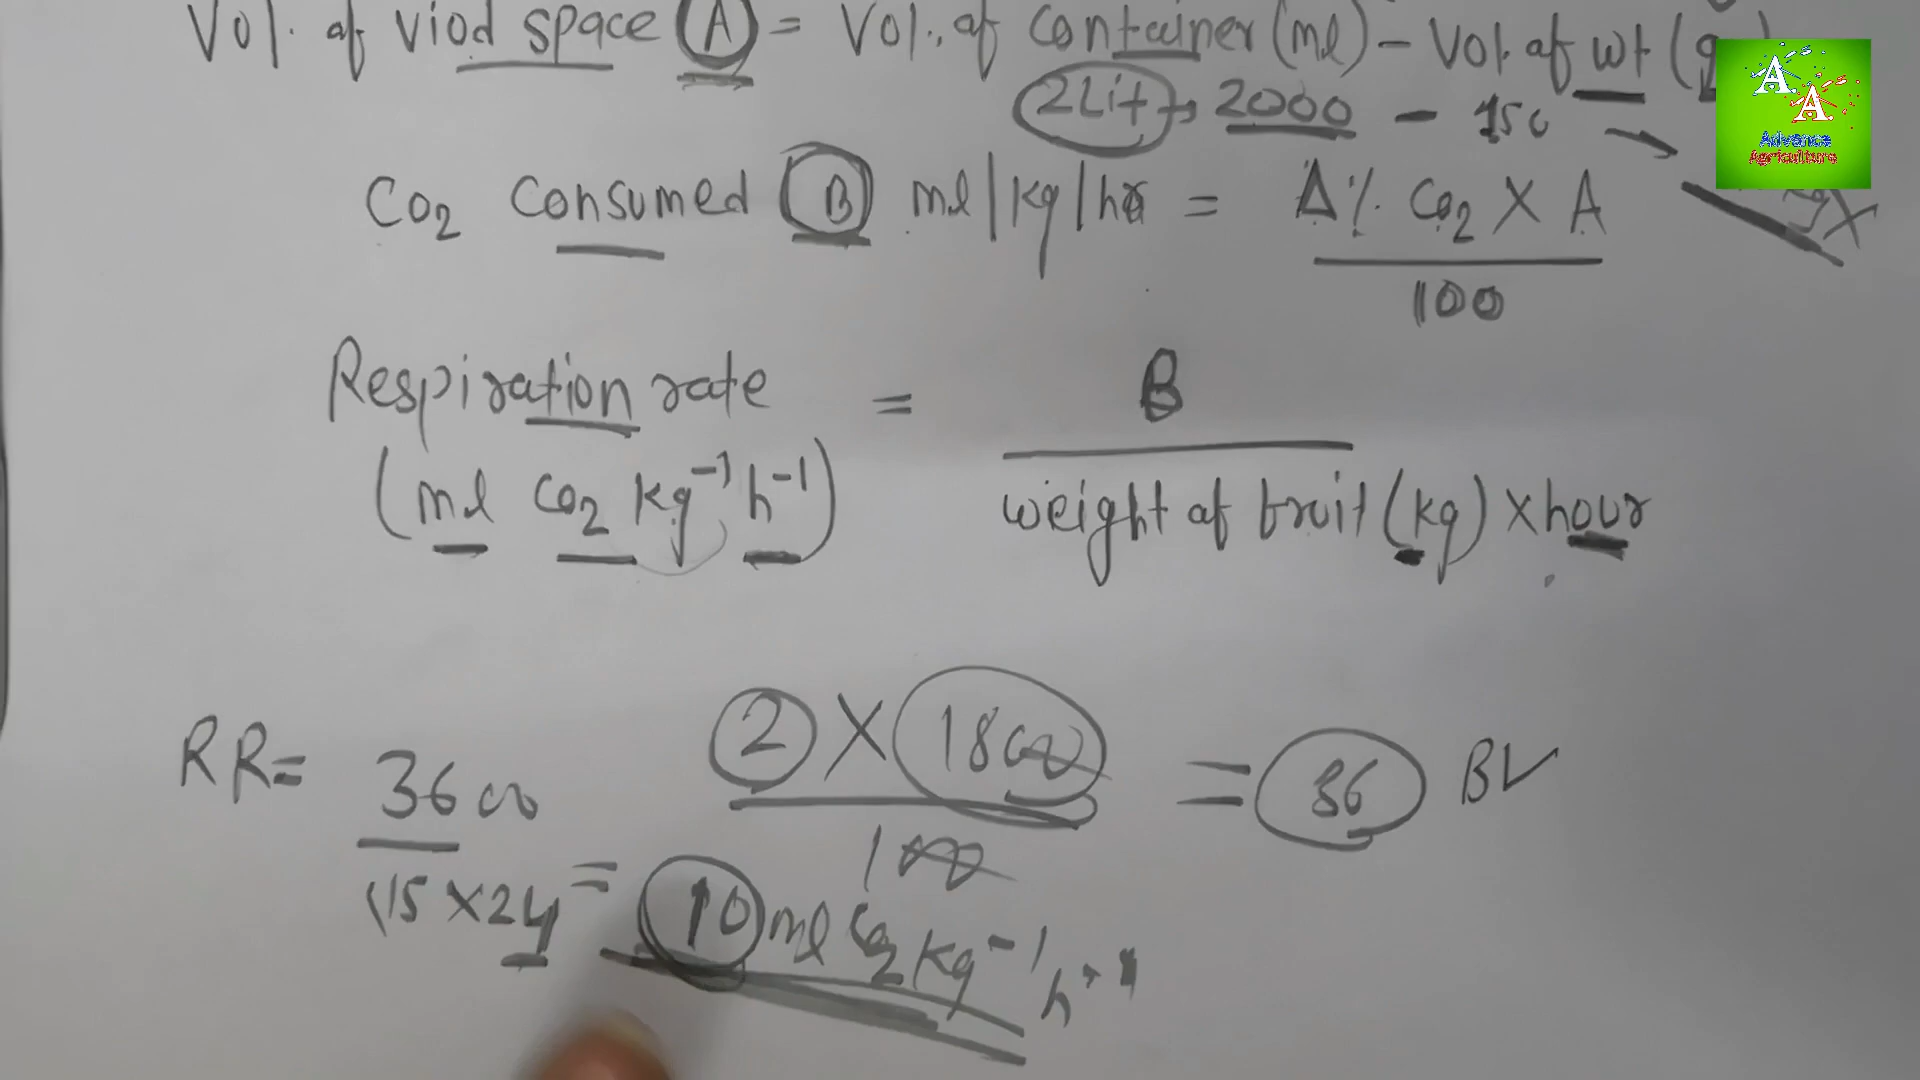 Vol. of Viod space (A) = Vol. of container (ml) - Vol. of wt (g
2Lit → 2000 - 150
CO2 Consumed (B) ml/kg/hr = Δ% CO2 X A
100
Respiration rate = B
(ml CO2 kg-1 h-1) weight of fruit (kg) X hour
2 X 1800 = 36 B✓
100
RR = 3600
15 X 24 = 10 ml CO2 kg-1 h-1
A A
Advance
Agriculture